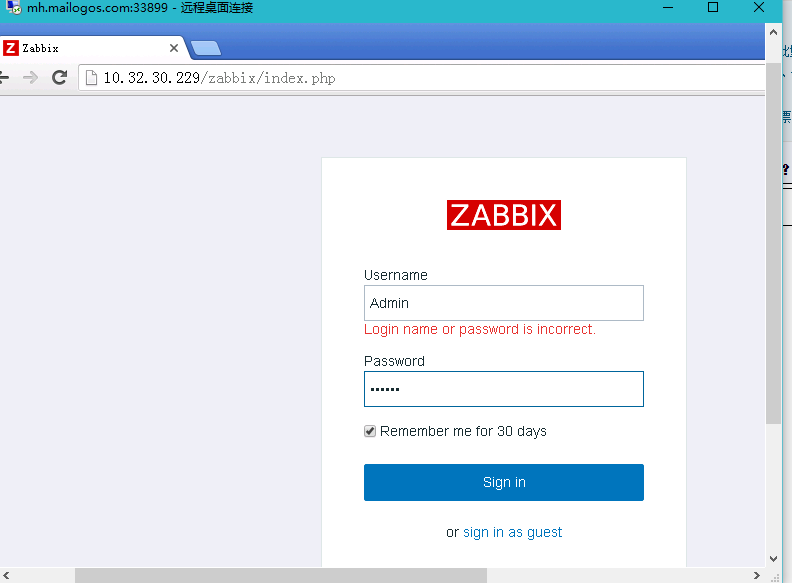 mh.mailogos.com:33899 - 远程桌面连接
Zabbix
10.32.30.229/zabbix/index.php
ZABBIX
Username
Admin
Login name or password is incorrect.
Password
••••••
Remember me for 30 days
Sign in
or sign in as guest